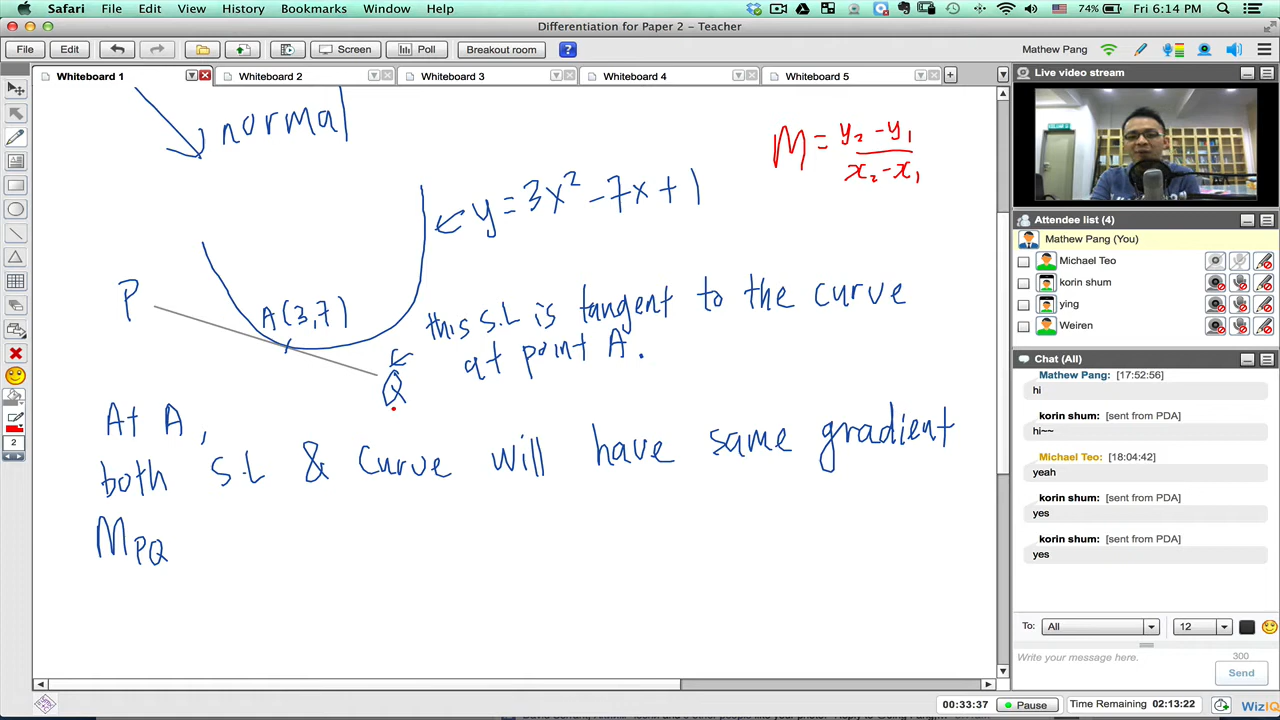 Safari File Edit View History Bookmarks Window Help 74% Fri 6:14 PM
Differentiation for Paper 2 - Teacher
File Edit Screen Poll Breakout room ? Mathew Pang
Whiteboard 1 Whiteboard 2 Whiteboard 3 Whiteboard 4 Whiteboard 5
normal
M = y₂ - y₁
x₂ - x₁
y = 3x² - 7x + 1
P
A(3,7)
this S.L is tangent to the curve
at point A.
Q
At A,
both S.L & curve will have same gradient
M_PQ
2
Live video stream
Attendee list (4)
Mathew Pang (You)
Michael Teo
korin shum
ying
Weiren
Chat (All)
Mathew Pang: [17:52:56]
hi
korin shum: [sent from PDA]
hi~~
Michael Teo: [18:04:42]
yeah
korin shum: [sent from PDA]
yes
korin shum: [sent from PDA]
yes
To: All 12
Write your message here... 300
Send
00:33:37 Pause Time Remaining 02:13:22 WizIQ